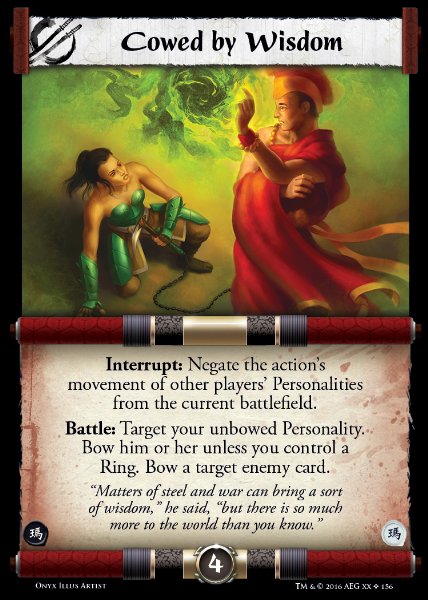 Cowed by Wisdom
Interrupt: Negate the action's
movement of other players' Personalities
from the current battlefield.
Battle: Target your unbowed Personality.
Bow him or her unless you control a
Ring. Bow a target enemy card.
“Matters of steel and war can bring a sort
of wisdom,” he said, “but there is so much
more to the world than you know.”
瑪 瑪
4
Onyx Illus Artist TM & © 2016 AEG XX ❖ 156